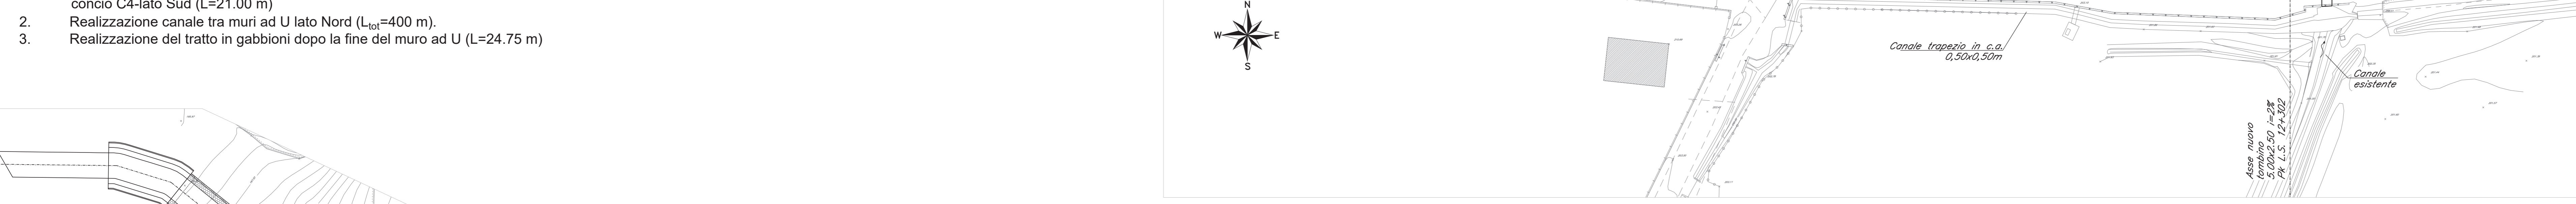 concio C4-lato Sud (L=21.00 m)
2. Realizzazione canale tra muri ad U lato Nord (Ltot=400 m).
3. Realizzazione del tratto in gabbioni dopo la fine del muro ad U (L=24.75 m)
N
W E
S
Canale trapezio in c.a.
0,50x0,50m
Canale
esistente
Asse nuovo
tombino
5.00x2.50 i=2%
Pk L.S. 12+302